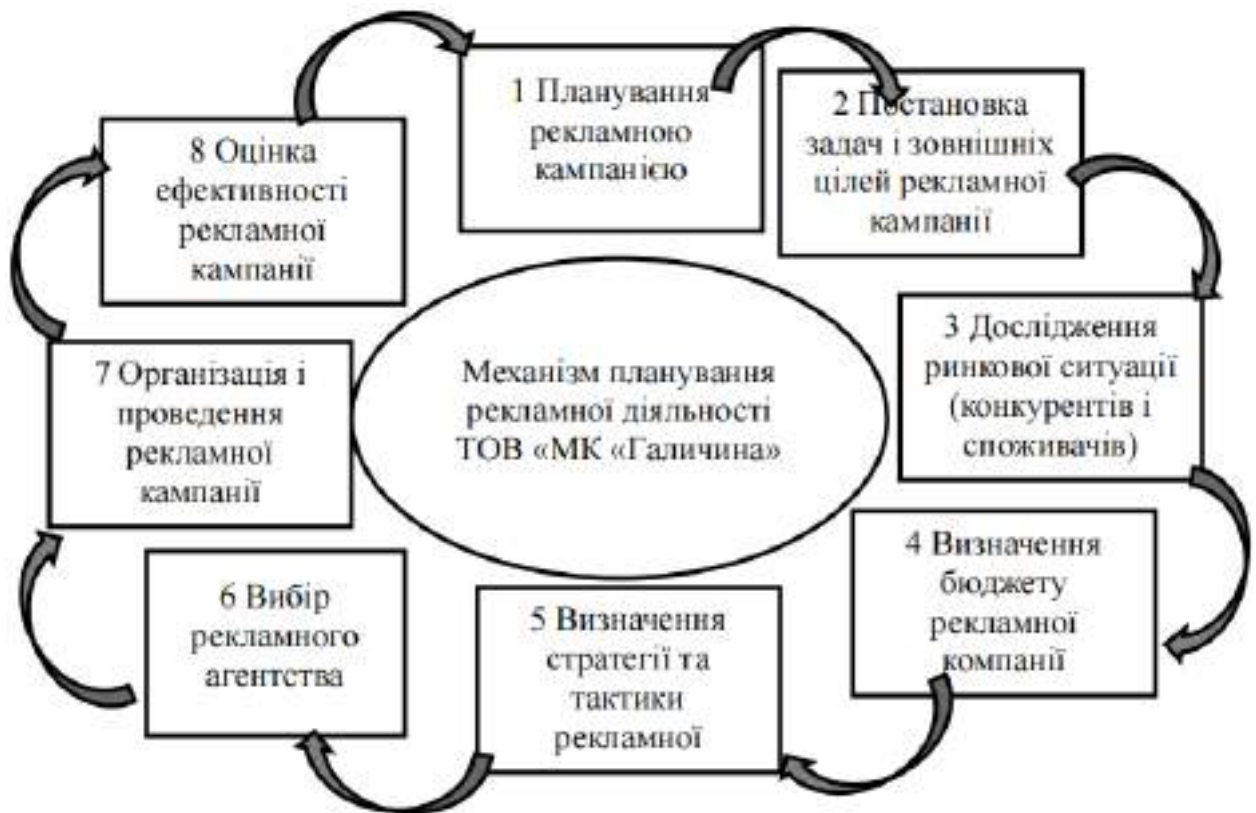 1 Планування
рекламною
кампанією
2 Постановка
задач і зовнішніх
цілей рекламної
кампанії
3 Дослідження
ринкової ситуації
(конкурентів і
споживачів)
4 Визначення
бюджету
рекламної
компанії
5 Визначення
стратегії та
тактики
рекламної
6 Вибір
рекламного
агентства
7 Організація і
проведення
рекламної
кампанії
8 Оцінка
ефективності
рекламної
кампанії
Механізм планування
рекламної діяльності
ТОВ «МК «Галичина»